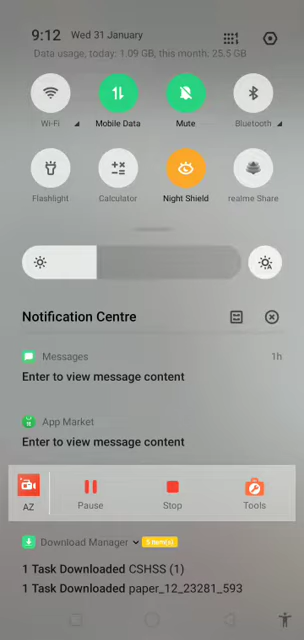 9:12 Wed 31 January
Data usage, today: 1.09 GB, this month: 25.5 GB
Wi-Fi Mobile Data Mute Bluetooth
Flashlight Calculator Night Shield realme Share
Notification Centre
Messages 1h
Enter to view message content
App Market
Enter to view message content
AZ Pause Stop Tools
Download Manager 5 item(s)
1 Task Downloaded CSHSS (1)
1 Task Downloaded paper_12_23281_593